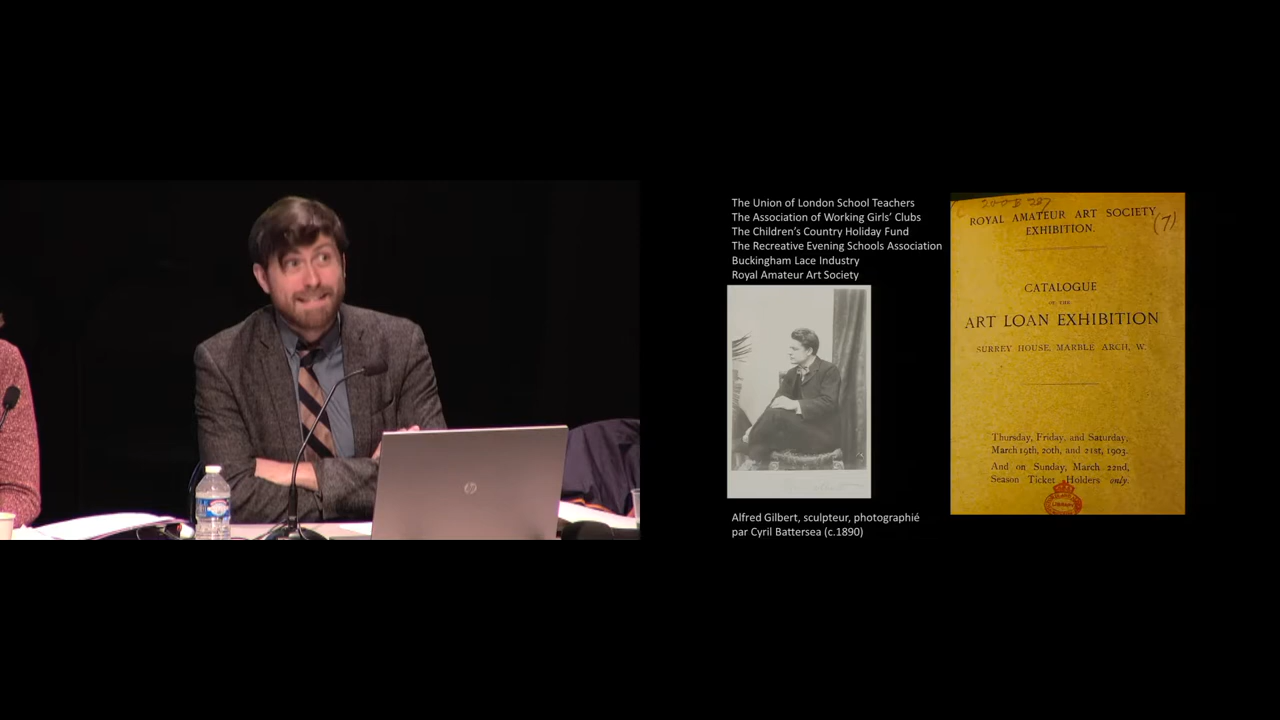 The Union of London School Teachers
The Association of Working Girls' Clubs
The Children's Country Holiday Fund
The Recreative Evening Schools Association
Buckingham Lace Industry
Royal Amateur Art Society
Alfred Gilbert, sculpteur, photographié
par Cyril Battersea (c.1890)
ROYAL AMATEUR ART SOCIETY
EXHIBITION.
(7)
CATALOGUE
OF THE
ART LOAN EXHIBITION
SURREY HOUSE, MARBLE ARCH, W.
Thursday, Friday, and Saturday,
March 19th, 20th, and 21st, 1903.
And on Sunday, March 22nd,
Season Ticket Holders only.
hp